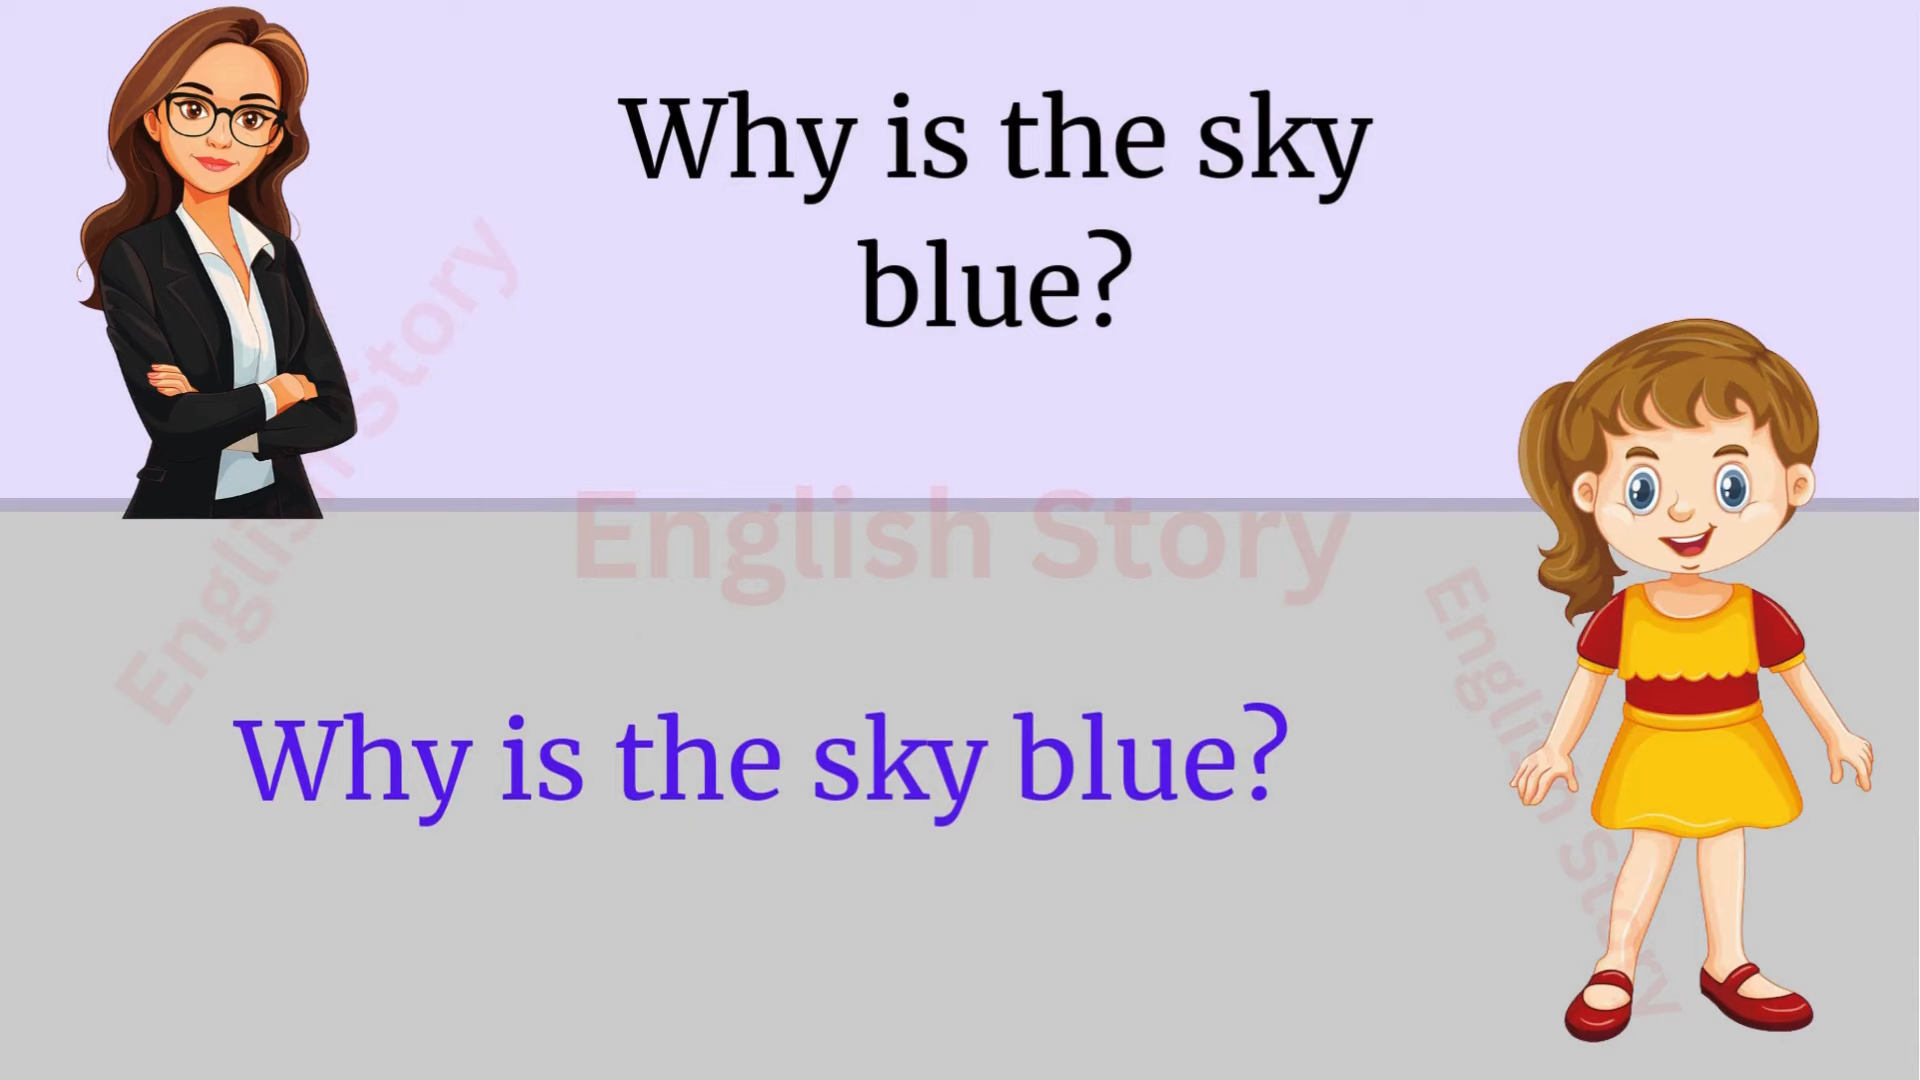 Why is the sky
blue?
English Story
English Story
English Story
Why is the sky blue?